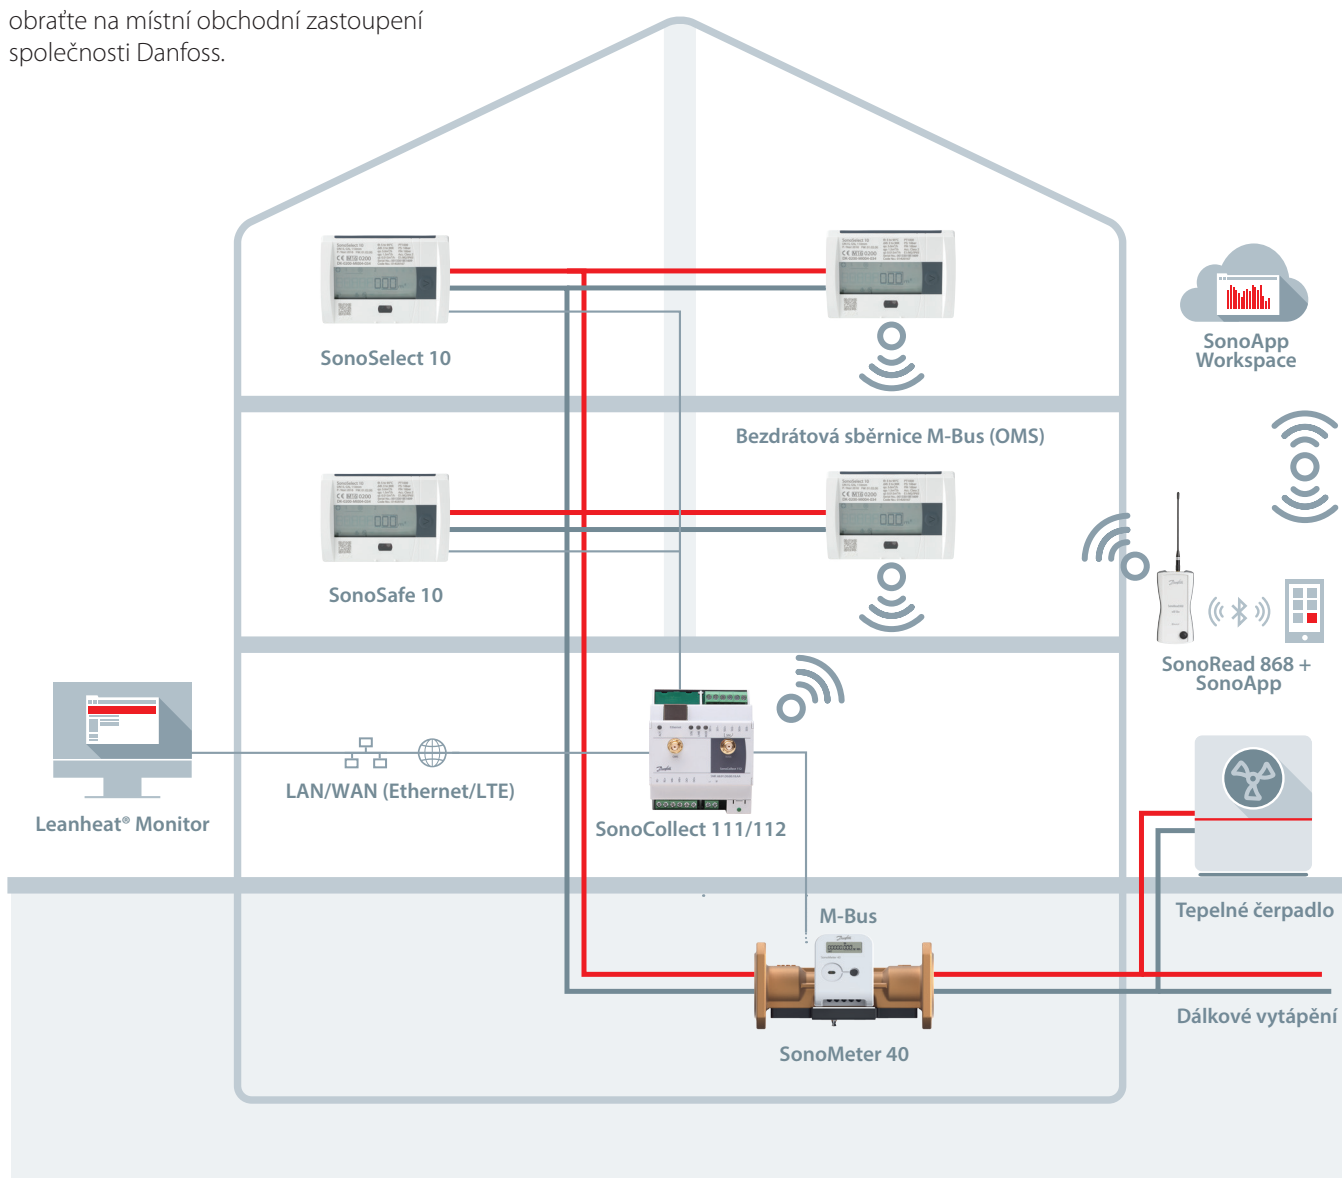 obraťte na místní obchodní zastoupení
společnosti Danfoss.
SonoSelect 10
SonoApp
Workspace
Bezdrátová sběrnice M-Bus (OMS)
SonoSafe 10
SonoRead 868 +
SonoApp
LAN/WAN (Ethernet/LTE)
Leanheat® Monitor
SonoCollect 111/112
M-Bus
Tepelné čerpadlo
Dálkové vytápění
SonoMeter 40